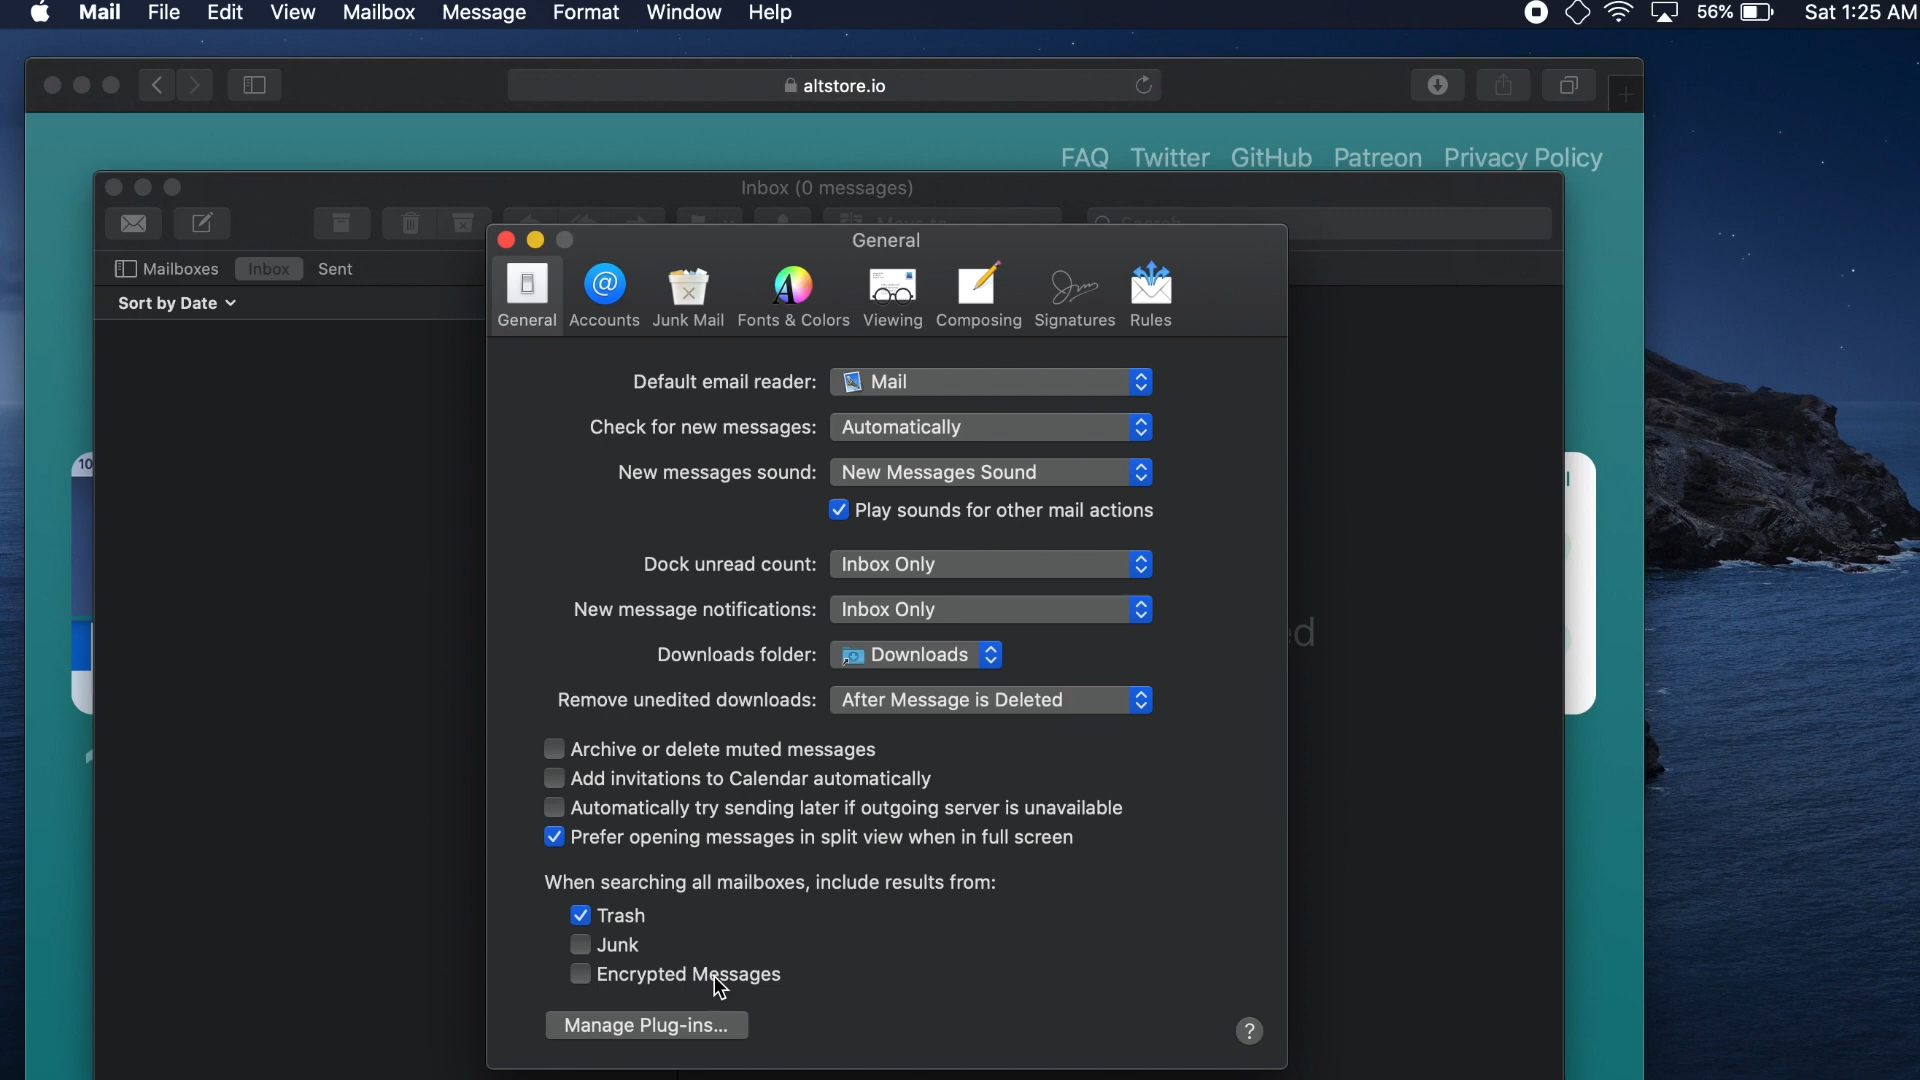 Mail File Edit View Mailbox Message Format Window Help 56% Sat 1:25 AM
altstore.io
FAQ Twitter GitHub Patreon Privacy Policy
Inbox (0 messages)
Move to
Search
General
Mailboxes Inbox Sent
General Accounts Junk Mail Fonts & Colors Viewing Composing Signatures Rules
Sort by Date
Default email reader: Mail
Check for new messages: Automatically
10
New messages sound: New Messages Sound
Play sounds for other mail actions
Dock unread count: Inbox Only
New message notifications: Inbox Only
Downloads folder: Downloads
Remove unedited downloads: After Message is Deleted
Archive or delete muted messages
Add invitations to Calendar automatically
Automatically try sending later if outgoing server is unavailable
Prefer opening messages in split view when in full screen
When searching all mailboxes, include results from:
Trash
Junk
Encrypted Messages
Manage Plug-ins...
?